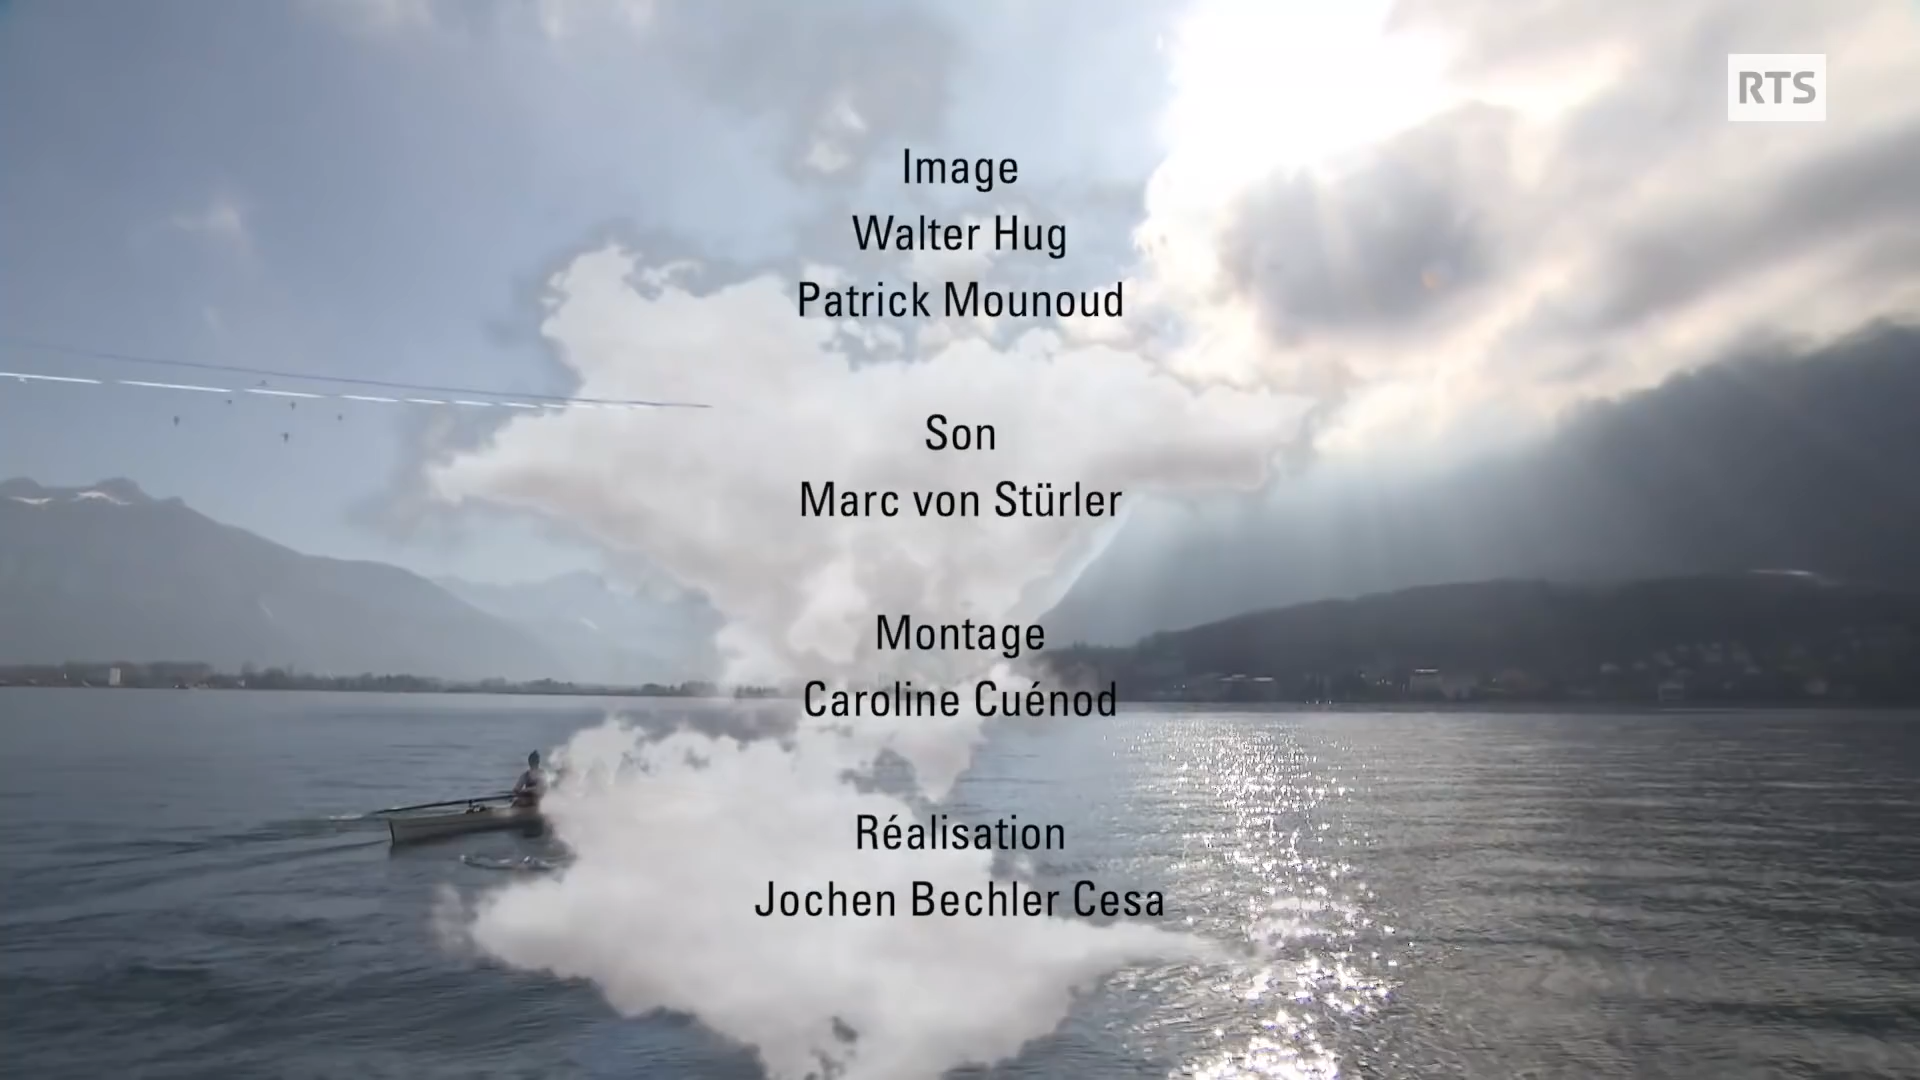 RTS
Image
Walter Hug
Patrick Mounoud
Son
Marc von Stürler
Montage
Caroline Cuénod
Réalisation
Jochen Bechler Cesa